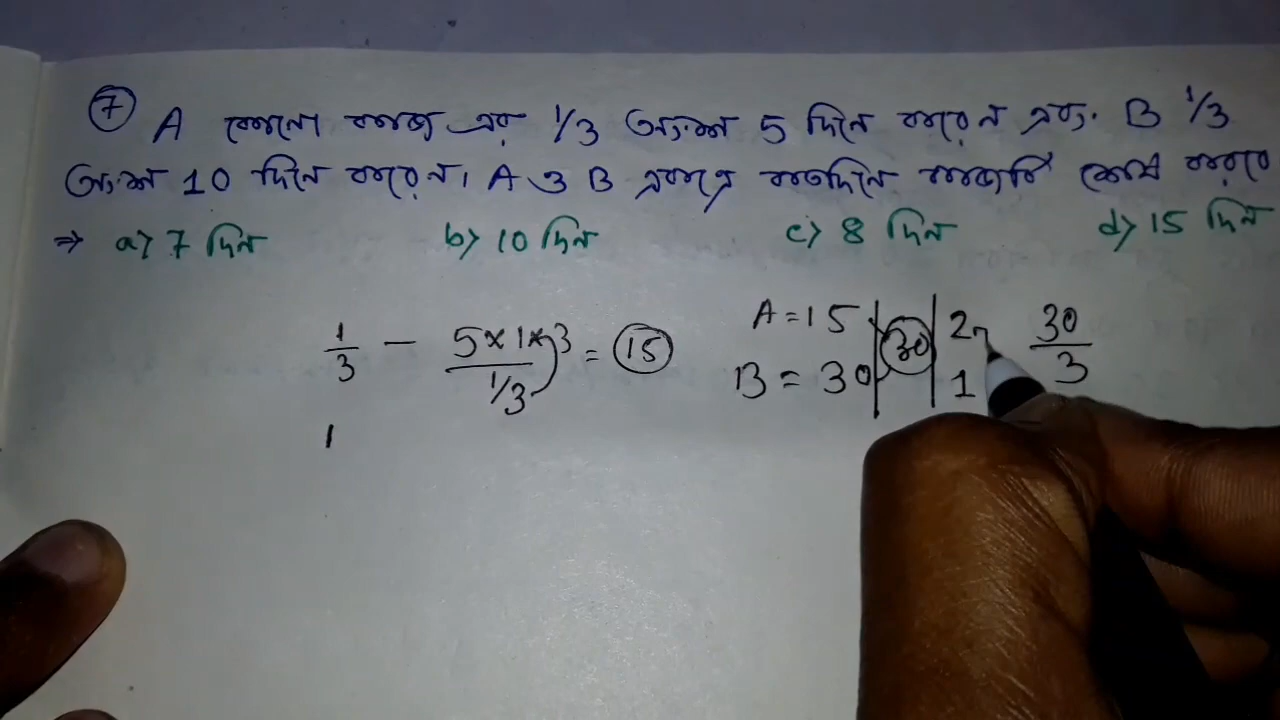 7 A কোনো কাজ এর 1/3 অংশ 5 দিনে করেন এবং B 1/3
অংশ 10 দিনে করেন। A ও B একত্রে কতদিনে কাজটি শেষ করবে
⇒ a> 7 দিন b> 10 দিন c> 8 দিন d> 15 দিন
1/3 — 5×1×3 / 1/3 = 15
1
A = 15 | 30 | 2
B = 30 | 1
30/3